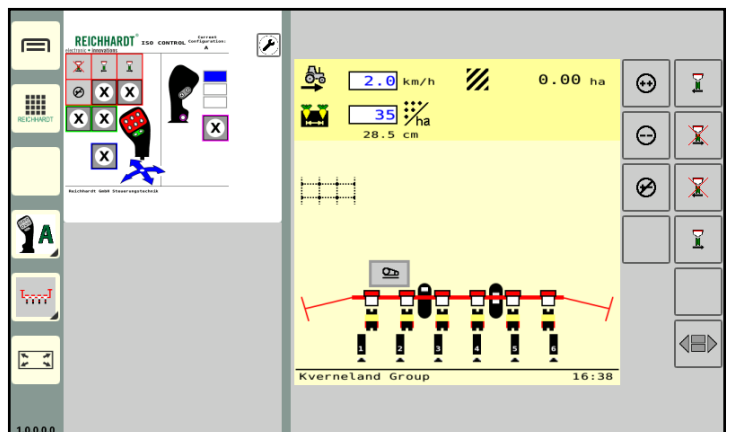 REICHHARDT®
electronic • innovations
ISO CONTROL
Current
Configuration:
A
X X
X X
X
X
Reichhardt GmbH Steuerungstechnik
REICHHARDT
A
2.0 km/h
0.00 ha
35 /ha
28.5 cm
1 2 3 4 5 6
Kverneland Group 16:38